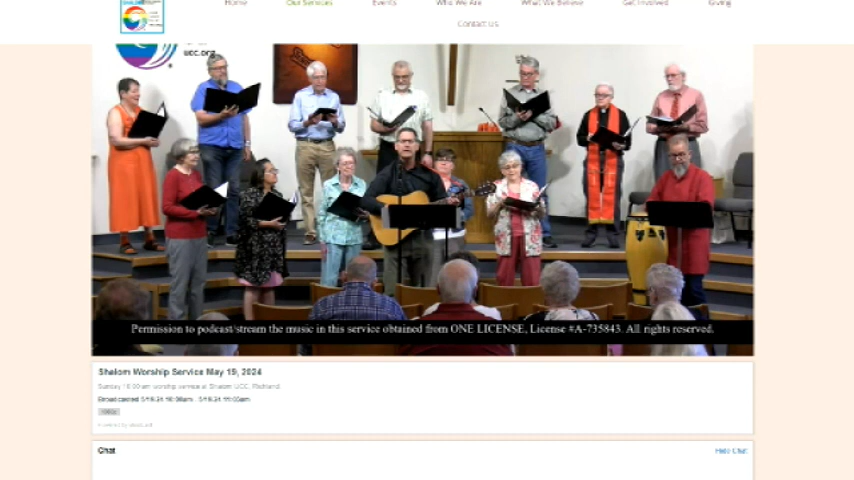 Home Our Services Events Who We Are What We Believe Get Involved Giving
Contact Us
ucc.org
Permission to podcast/stream the music in this service obtained from ONE LICENSE, License #A-735843. All rights reserved.
Shalom Worship Service May 19, 2024
Sunday 10:00am worship service at Shalom UCC, Richland
Broadcasted 5/19/24 10:00am - 5/19/24 11:05am
Chat Hide Chat